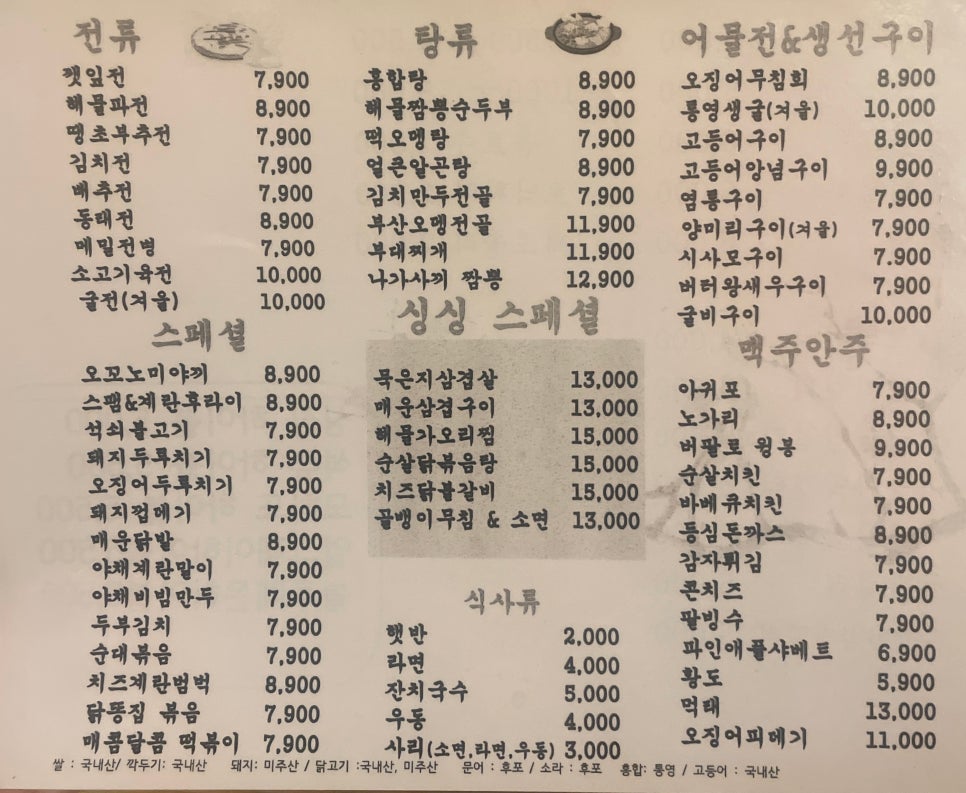 전류
깻잎전 7,900
해물파전 8,900
땡초부추전 7,900
김치전 7,900
배추전 7,900
동태전 8,900
메밀전병 7,900
소고기육전 10,000
굴전(겨울) 10,000
스페셜
오꼬노미야끼 8,900
스팸&계란후라이 8,900
석쇠불고기 7,900
돼지두루치기 7,900
오징어두루치기 7,900
돼지껍데기 7,900
매운닭발 8,900
야채계란말이 7,900
야채비빔만두 7,900
두부김치 7,900
순대볶음 7,900
치즈계란범벅 8,900
닭똥집 볶음 7,900
매콤달콤 떡볶이 7,900
탕류
홍합탕 8,900
해물짬뽕순두부 8,900
떡오뎅탕 7,900
얼큰알곤탕 8,900
김치만두전골 7,900
부산오뎅전골 11,900
부대찌개 11,900
나가사끼 짬뽕 12,900
싱싱 스페셜
묵은지삼겹살 13,000
매운삼겹구이 13,000
해물가오리찜 15,000
순살닭볶음탕 15,000
치즈닭불갈비 15,000
골뱅이무침 & 소면 13,000
식사류
햇반 2,000
라면 4,000
잔치국수 5,000
우동 4,000
사리(소면,라면,우동) 3,000
어물전&생선구이
오징어무침회 8,900
통영생굴(겨울) 10,000
고등어구이 8,900
고등어양념구이 9,900
염통구이 7,900
양미리구이(겨울) 7,900
시사모구이 7.900
버터왕새우구이 7,900
굴비구이 10,000
맥주안주
아귀포 7,900
노가리 8,900
버팔로 윙봉 9,900
순살치킨 7,900
바베큐치킨 7,900
등심돈까스 8,900
감자튀김 7,900
콘치즈 7,900
팥빙수 7,900
파인애플샤베트 6,900
황도 5,900
먹태 13,000
오징어피데기 11,000
쌀 : 국내산/ 깍두기: 국내산 돼지: 미주산 / 닭고기 :국내산, 미주산 문어 : 후포 / 소라 : 후포 홍합: 통영 / 고등어 : 국내산